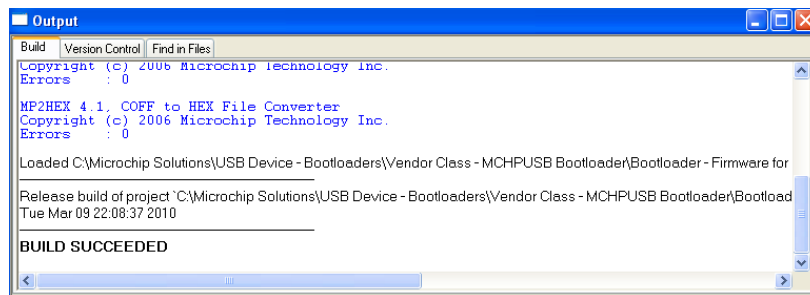 Output
Build Version Control Find in Files
Copyright (c) 2006 Microchip Technology Inc.
Errors : 0
MP2HEX 4.1, COFF to HEX File Converter
Copyright (c) 2006 Microchip Technology Inc.
Errors : 0
Loaded C:\Microchip Solutions\USB Device - Bootloaders\Vendor Class - MCHPUSB Bootloader\Bootloader - Firmware for
Release build of project `C:\Microchip Solutions\USB Device - Bootloaders\Vendor Class - MCHPUSB Bootloader\Bootload
Tue Mar 09 22:08:37 2010
BUILD SUCCEEDED